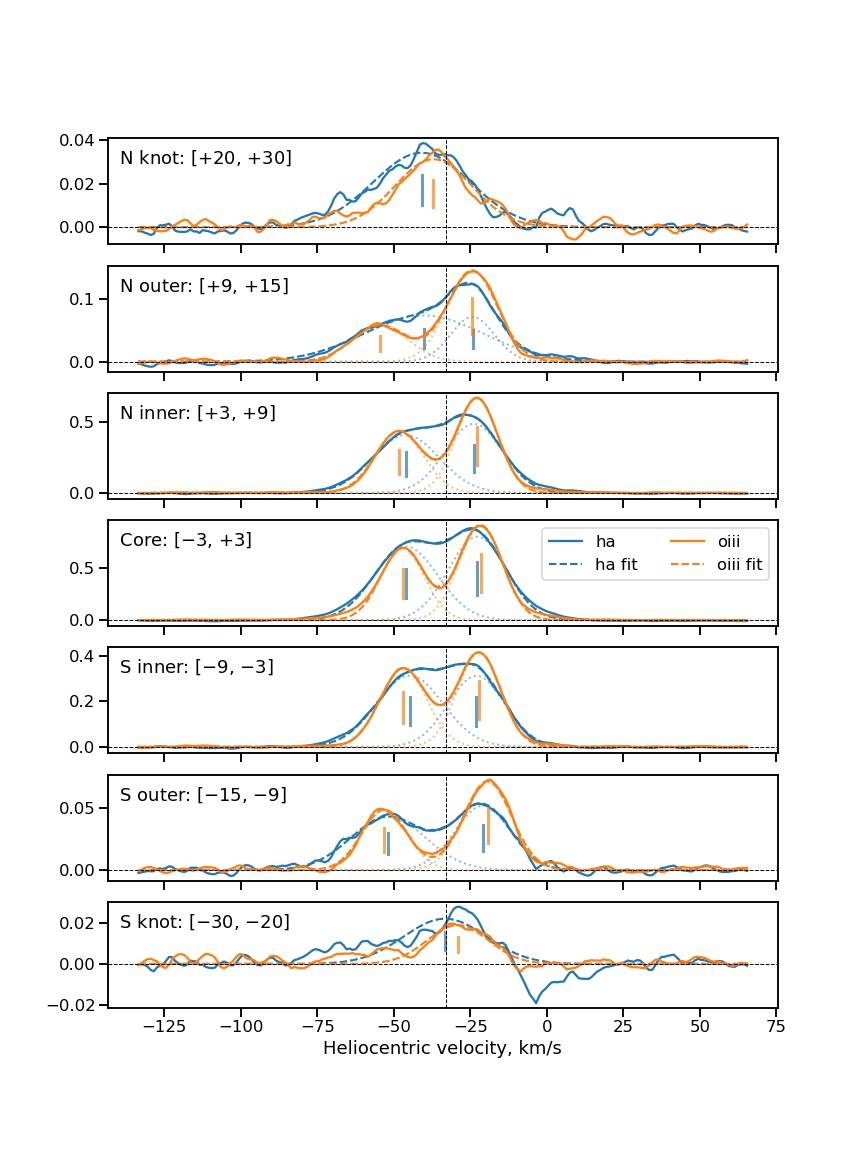 N knot: [+20, +30]
0.04
0.02
0.00
N outer: [+9, +15]
0.1
0.0
N inner: [+3, +9]
0.5
0.0
Core: [−3, +3]
0.5
0.0
ha
ha fit
oiii
oiii fit
S inner: [−9, −3]
0.4
0.2
0.0
S outer: [−15, −9]
0.05
0.00
S knot: [−30, −20]
0.02
0.00
−0.02
−125 −100 −75 −50 −25 0 25 50 75
Heliocentric velocity, km/s